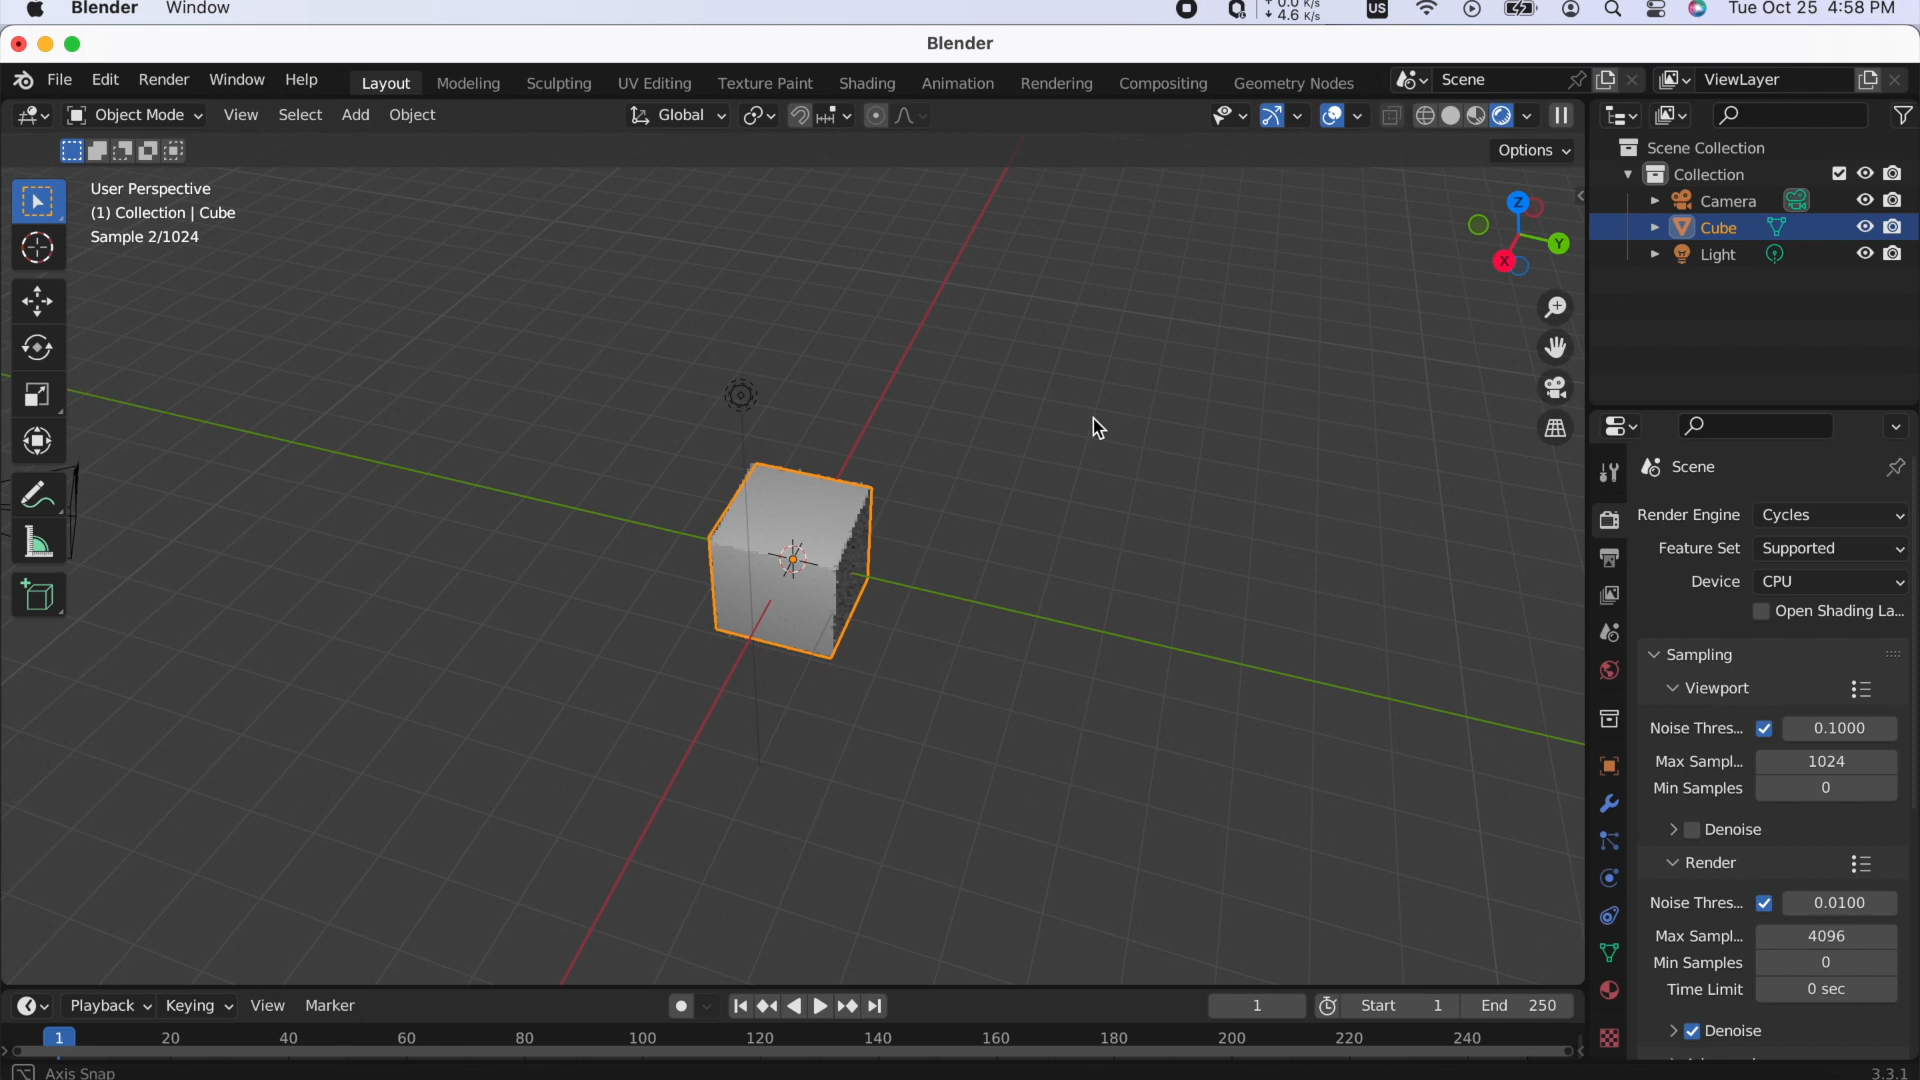 Blender Window
0.0 K/s
4.6 K/s
US
Tue Oct 25 4:58 PM
Blender
File Edit Render Window Help
Layout Modeling Sculpting UV Editing Texture Paint Shading Animation Rendering Compositing Geometry Nodes
Scene
ViewLayer
Object Mode View Select Add Object
Global
Options
User Perspective
(1) Collection | Cube
Sample 2/1024
Z
Y
X
Scene Collection
Collection
Camera
Cube
Light
Scene
Render Engine Cycles
Feature Set Supported
Device CPU
Open Shading La...
Sampling
Viewport
Noise Thres... 0.1000
Max Sampl... 1024
Min Samples 0
Denoise
Render
Noise Thres... 0.0100
Max Sampl... 4096
Min Samples 0
Time Limit 0 sec
Denoise
Playback Keying View Marker
1
Start 1
End 250
1 20 40 60 80 100 120 140 160 180 200 220 240
Axis Snap
3.3.1